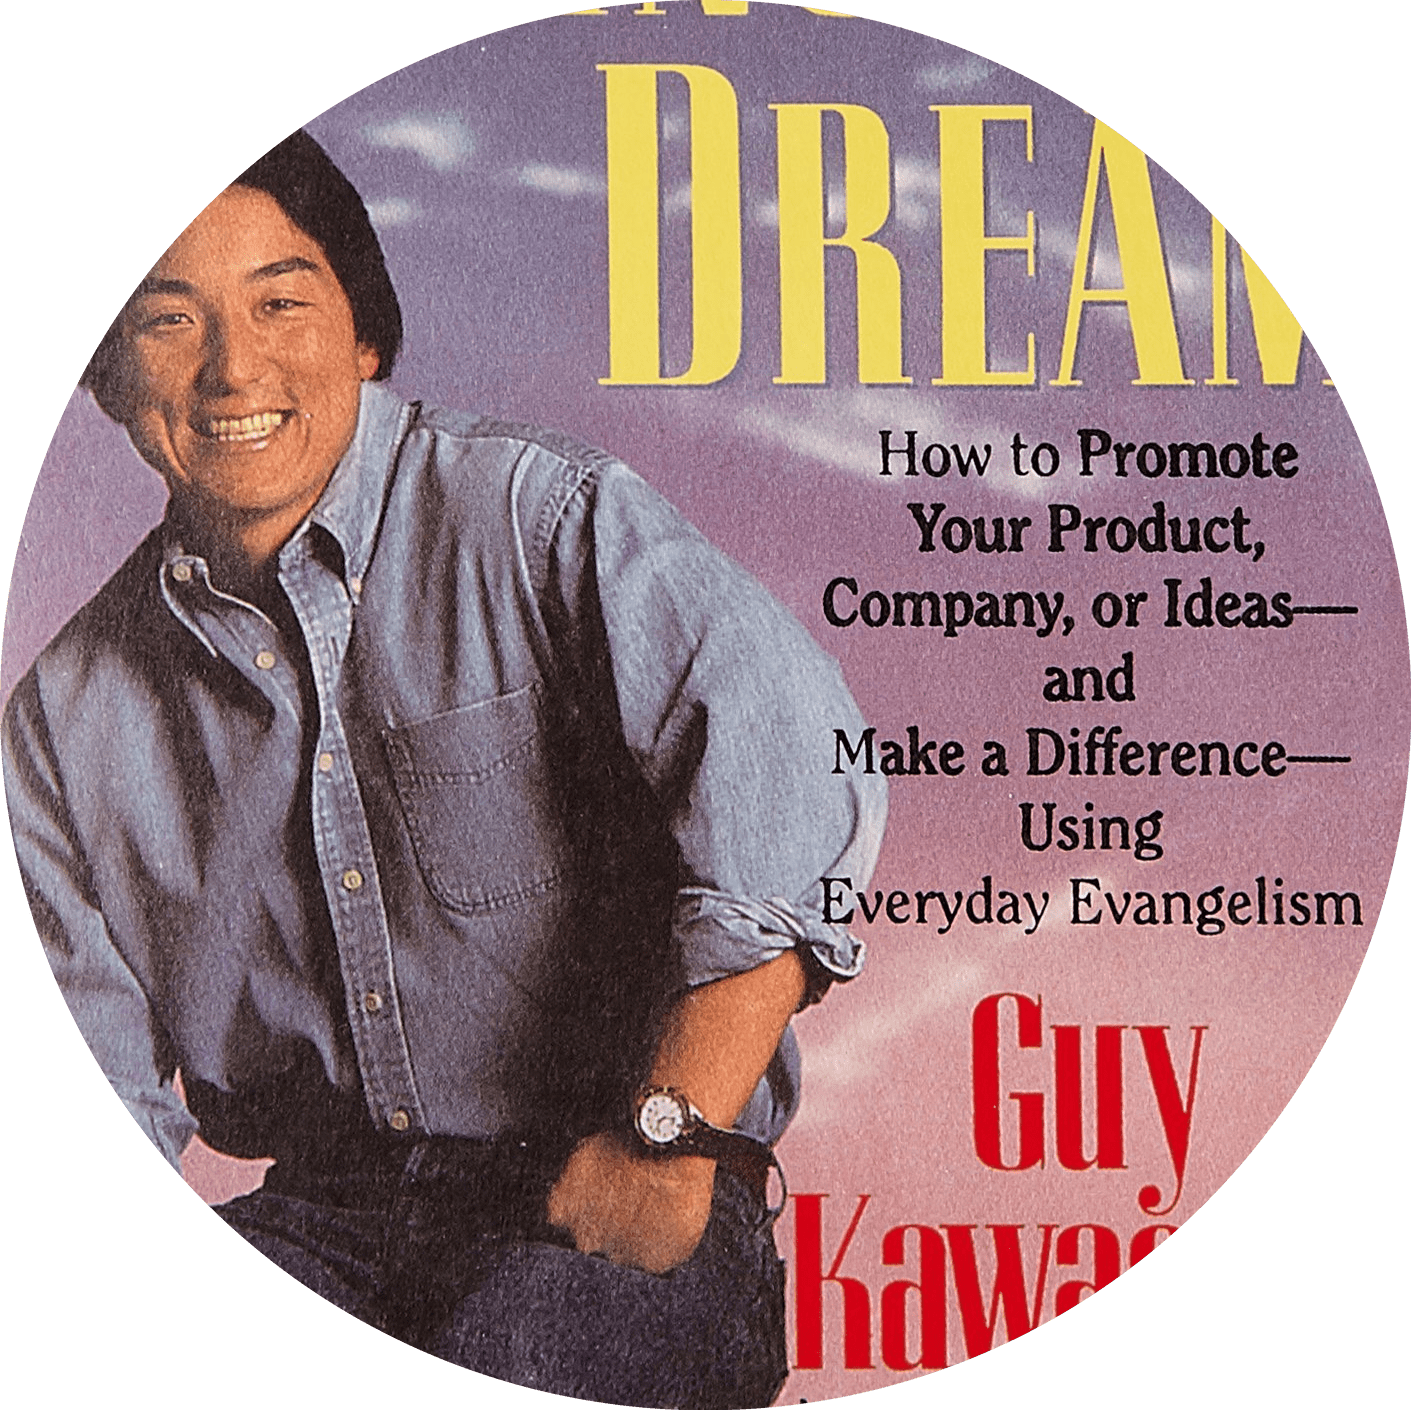 DREAM
How to Promote
Your Product,
Company, or Ideas—
and
Make a Difference—
Using
Everyday Evangelism
Guy